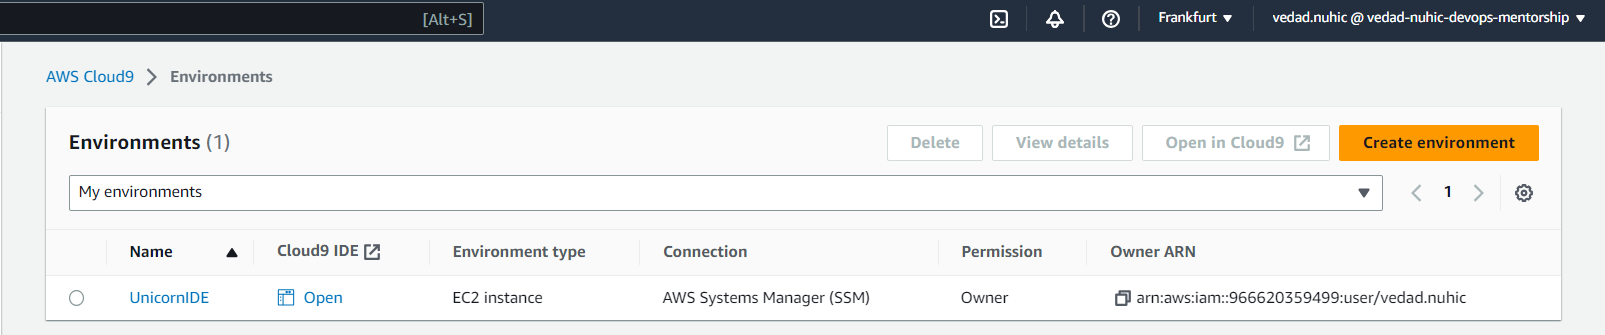 [Alt+S] Frankfurt ▼ vedad.nuhic @ vedad-nuhic-devops-mentorship ▼
AWS Cloud9 > Environments
Environments (1) Delete View details Open in Cloud9 Create environment
My environments 1
Name Cloud9 IDE Environment type Connection Permission Owner ARN
UnicornIDE Open EC2 instance AWS Systems Manager (SSM) Owner arn:aws:iam::966620359499:user/vedad.nuhic